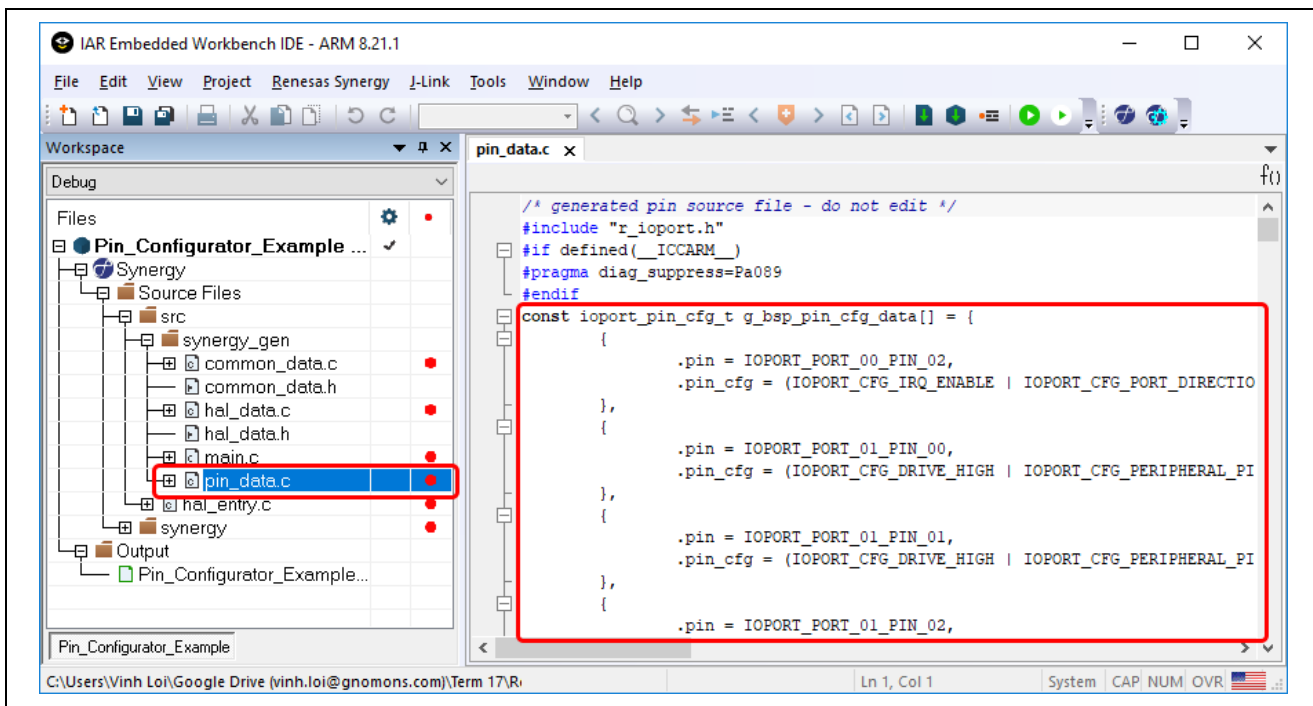 IAR Embedded Workbench IDE - ARM 8.21.1
File Edit View Project Renesas Synergy J-Link Tools Window Help
Workspace
pin_data.c
Debug
f()
Files
Pin_Configurator_Example ...
Synergy
Source Files
src
synergy_gen
common_data.c
common_data.h
hal_data.c
hal_data.h
main.c
pin_data.c
hal_entry.c
synergy
Output
Pin_Configurator_Example...
Pin_Configurator_Example
/* generated pin source file - do not edit */
#include "r_ioport.h"
#if defined(__ICCARM__)
#pragma diag_suppress=Pa089
#endif
const ioport_pin_cfg_t g_bsp_pin_cfg_data[] = {
{
.pin = IOPORT_PORT_00_PIN_02,
.pin_cfg = (IOPORT_CFG_IRQ_ENABLE | IOPORT_CFG_PORT_DIRECTIO
},
{
.pin = IOPORT_PORT_01_PIN_00,
.pin_cfg = (IOPORT_CFG_DRIVE_HIGH | IOPORT_CFG_PERIPHERAL_PI
},
{
.pin = IOPORT_PORT_01_PIN_01,
.pin_cfg = (IOPORT_CFG_DRIVE_HIGH | IOPORT_CFG_PERIPHERAL_PI
},
{
.pin = IOPORT_PORT_01_PIN_02,
C:\Users\Vinh Loi\Google Drive (vinh.loi@gnomons.com)\Term 17\R
Ln 1, Col 1
System CAP NUM OVR